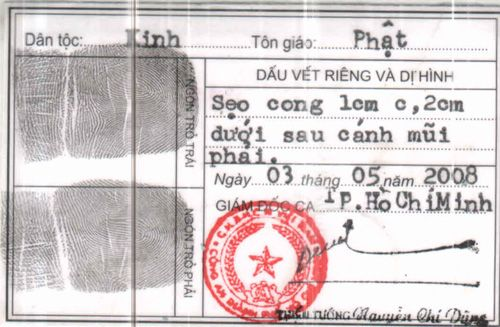 Dân tộc: Kinh Tôn giáo: Phật
NGÓN TRỎ TRÁI
DẤU VẾT RIÊNG VÀ DỊ HÌNH
Sẹo cong 1cm c,2cm
dưới sau cánh mũi
phải.
Ngày 03 tháng 05 năm 2008
GIÁM ĐỐC CA TP.Hồ Chí Minh
NGÓN TRỎ PHẢI
TƯỚNG Nguyễn Chí Dũng